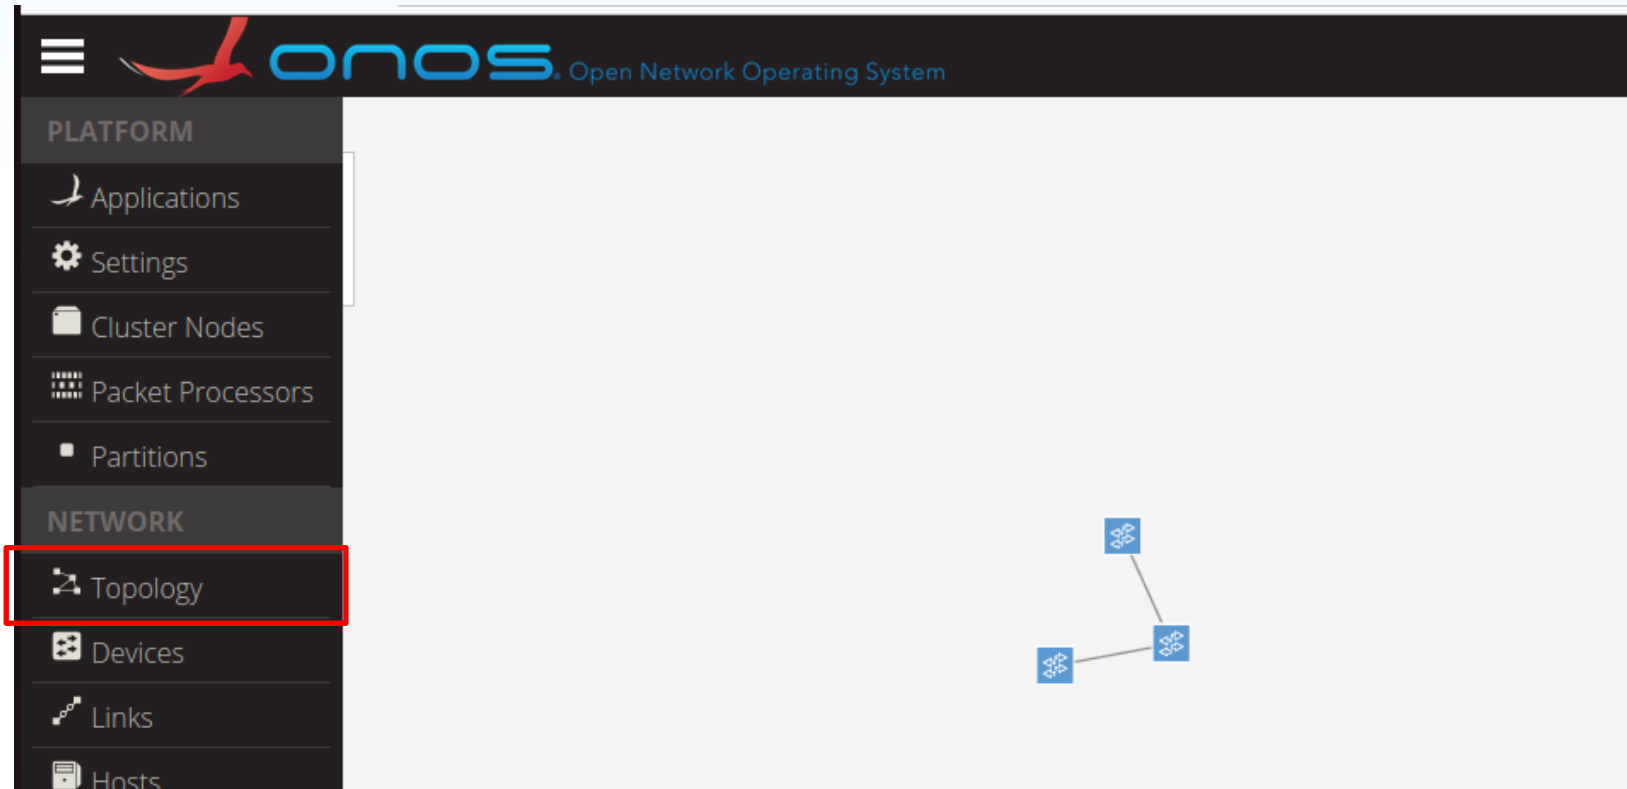 onos. Open Network Operating System
PLATFORM
Applications
Settings
Cluster Nodes
Packet Processors
Partitions
NETWORK
Topology
Devices
Links
Hosts